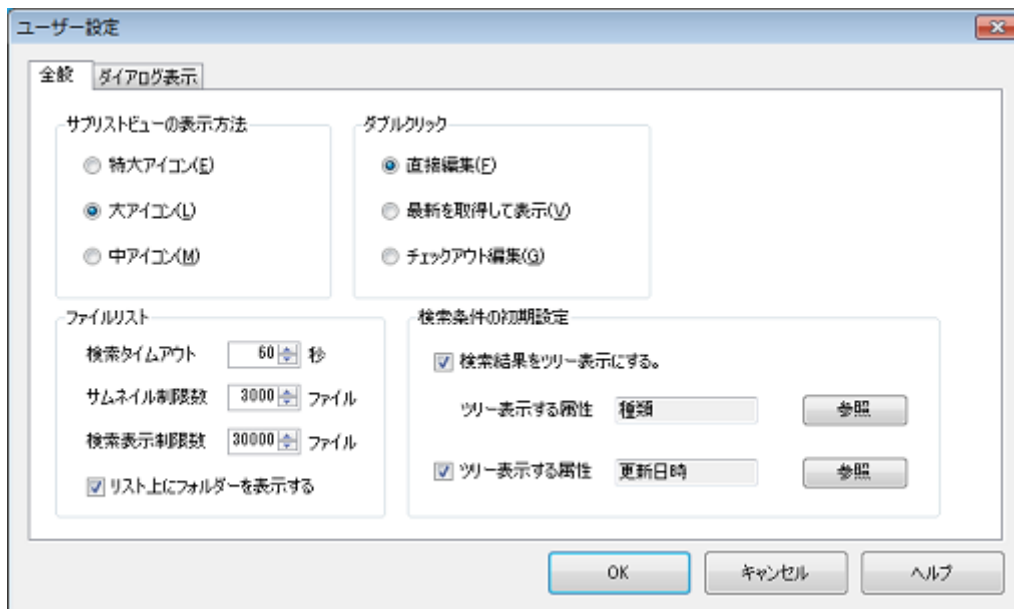 ユーザー設定
全般 ダイアログ表示
サブリストビューの表示方法
特大アイコン(E)
大アイコン(L)
中アイコン(M)
ダブルクリック
直接編集(F)
最新を取得して表示(V)
チェックアウト編集(G)
ファイルリスト
検索タイムアウト 60 秒
サムネイル制限数 3000 ファイル
検索表示制限数 30000 ファイル
リスト上にフォルダーを表示する
検索条件の初期設定
検索結果をツリー表示にする。
ツリー表示する属性 種類 参照
ツリー表示する属性 更新日時 参照
OK キャンセル ヘルプ